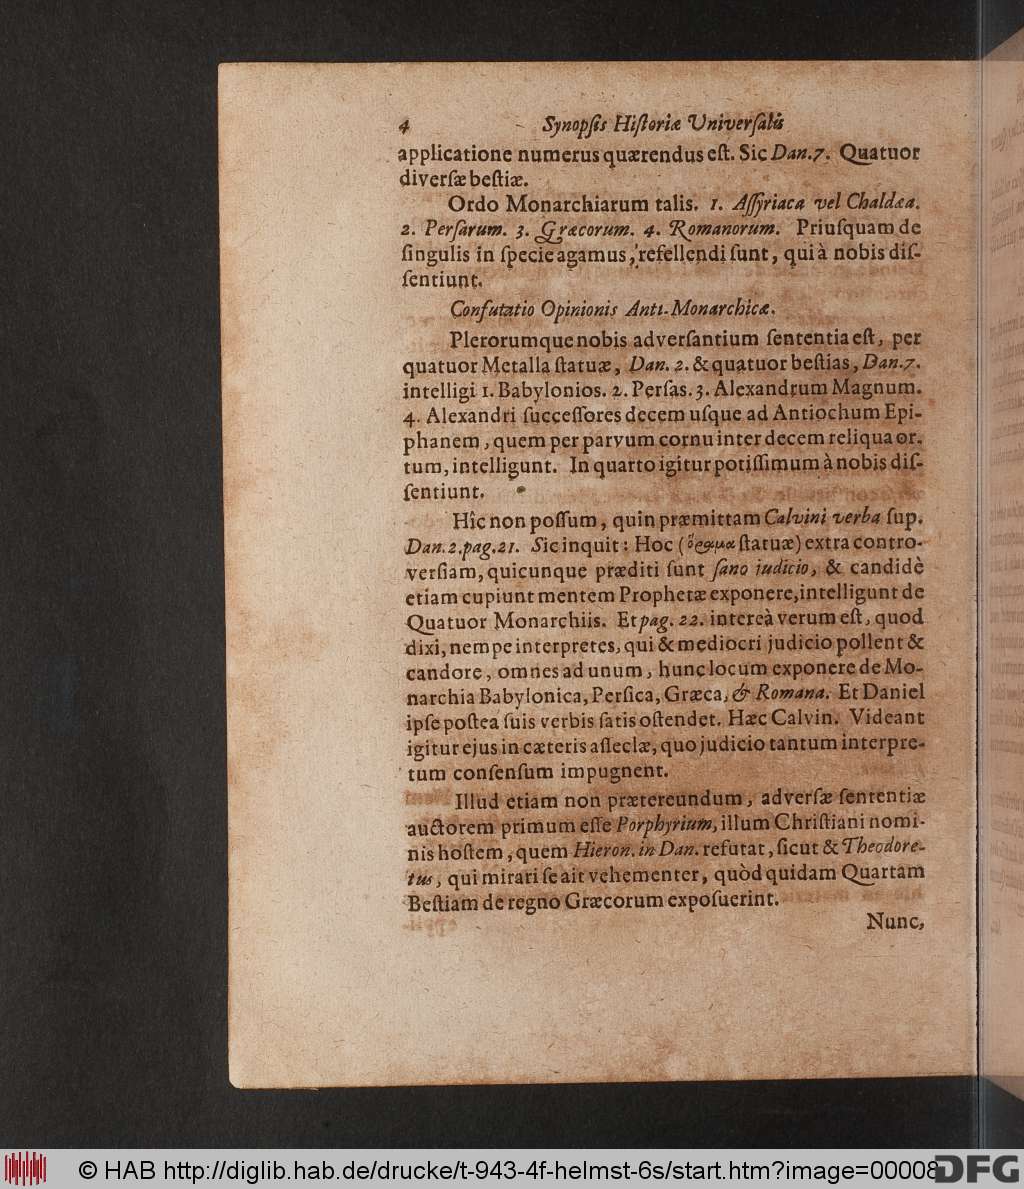 4 Synopſis Hiſtoriæ Univerſalis
applicatione numerus quærendus eſt. Sic Dan. 7. Quatuor
diverſæ beſtiæ.
Ordo Monarchiarum talis. 1. Aſſyriaca vel Chaldæa.
2. Perſarum. 3. Græcorum. 4. Romanorum. Priuſquam de
ſingulis in ſpecie agamus, refellendi ſunt, qui à nobis diſ-
ſentiunt.
Confutatio Opinionis Anti-Monarchicæ.
Plerorumque nobis adverſantium ſententia eſt, per
quatuor Metalla ſtatuæ, Dan. 2. & quatuor beſtias, Dan. 7.
intelligi 1. Babylonios. 2. Perſas. 3. Alexandrum Magnum.
4. Alexandri ſucceſſores decem uſque ad Antiochum Epi-
phanem, quem per parvum cornu inter decem reliqua or-
tum, intelligunt. In quarto igitur potiſſimum à nobis diſ-
ſentiunt.
Hîc non poſſum, quin præmittam Calvini verba ſup.
Dan. 2. pag. 21. Sic inquit: Hoc (ὅραμα ſtatuæ) extra contro-
verſiam, quicunque præditi ſunt ſano judicio, & candidè
etiam cupiunt mentem Prophetæ exponere, intelligunt de
Quatuor Monarchiis. Et pag. 22. intereà verum eſt, quod
dixi, nempe interpretes, qui & mediocri judicio pollent &
candore, omnes ad unum, hunc locum exponere de Mo-
narchia Babylonica, Perſica, Græca, & Romana. Et Daniel
ipſe poſtea ſuis verbis ſatis oſtendet. Hæc Calvin. Videant
igitur ejus in cæteris aſſeclæ, quo judicio tantum interpre-
tum conſenſum impugnent.
Illud etiam non prætereundum, adverſæ ſententiæ
auctorem primum eſſe Porphyrium, illum Chriſtiani nomi-
nis hoſtem, quem Hieron. in Dan. refutat, ſicut & Theodore-
tus, qui mirari ſe ait vehementer, quòd quidam Quartam
Beſtiam de regno Græcorum expoſuerint.
Nunc,
© HAB http://diglib.hab.de/drucke/t-943-4f-helmst-6s/start.htm?image=00008
DFG